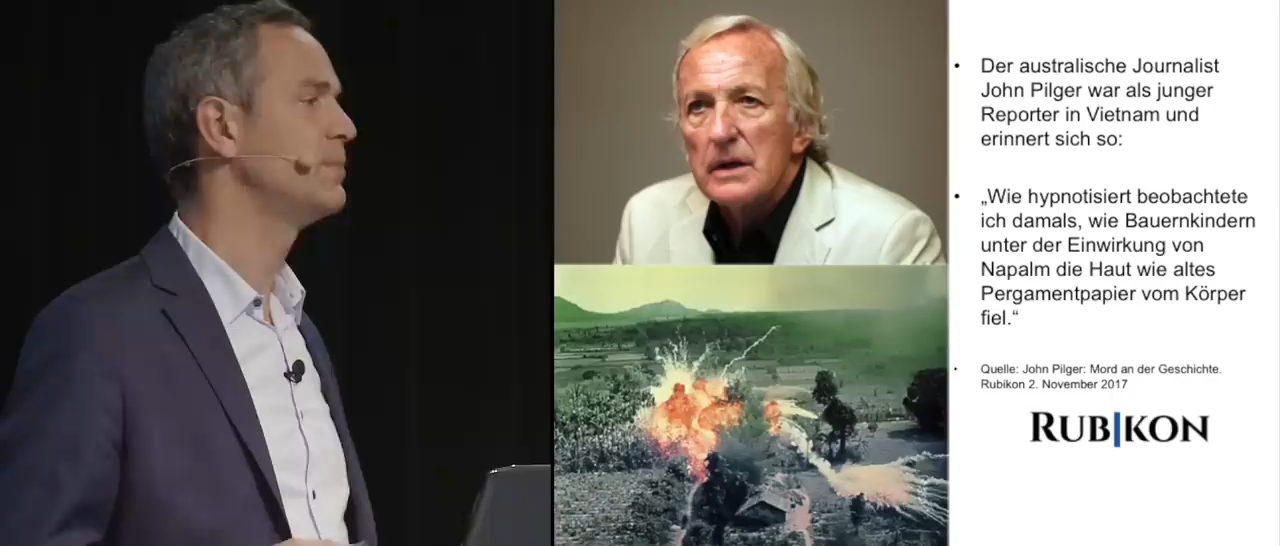 Der australische Journalist
John Pilger war als junger
Reporter in Vietnam und
erinnert sich so:
„Wie hypnotisiert beobachtete
ich damals, wie Bauernkindern
unter der Einwirkung von
Napalm die Haut wie altes
Pergamentpapier vom Körper
fiel.“
Quelle: John Pilger: Mord an der Geschichte.
Rubikon 2. November 2017
RUBIKON